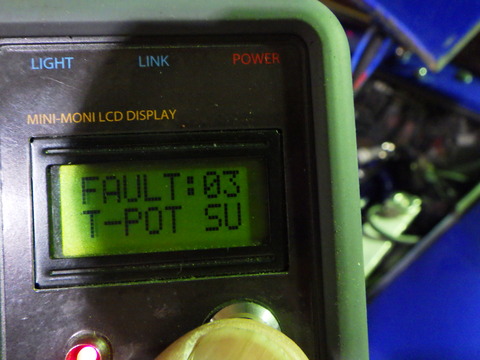 LIGHT LINK POWER
MINI-MONI LCD DISPLAY
FAULT:03
T-POT SU